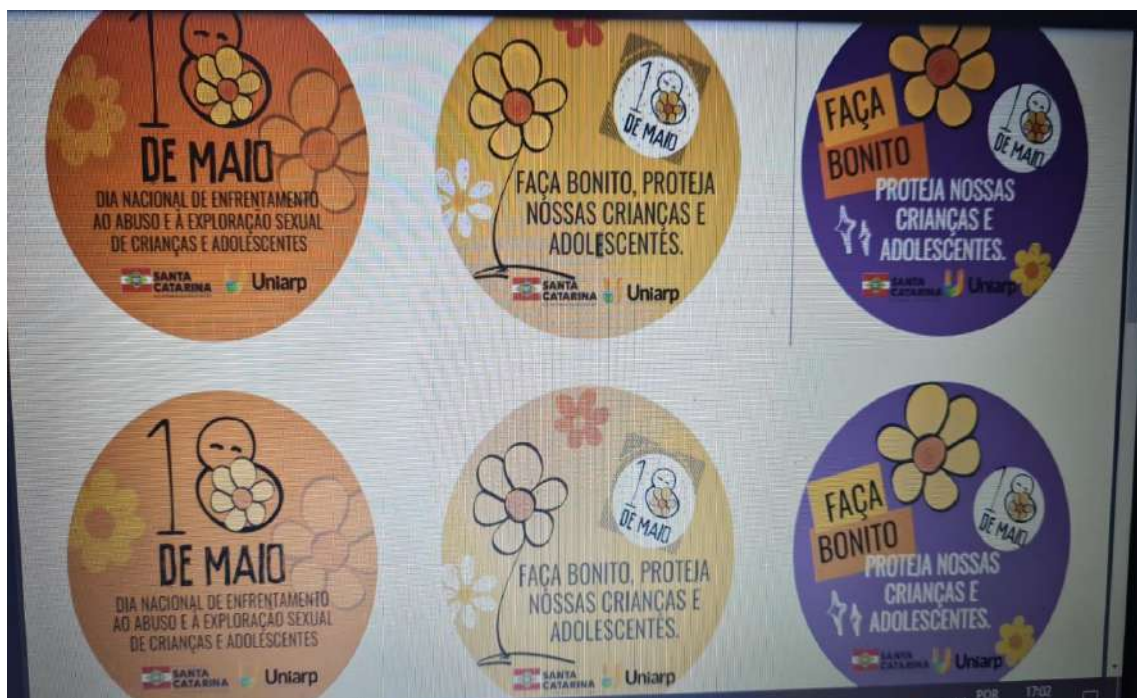 18
DE MAIO
DIA NACIONAL DE ENFRENTAMENTO
AO ABUSO E À EXPLORAÇÃO SEXUAL
DE CRIANÇAS E ADOLESCENTES
SANTA
CATARINA
Uniarp
18
DE MAIO
FAÇA BONITO, PROTEJA
NOSSAS CRIANÇAS E
ADOLESCENTES.
SANTA
CATARINA
Uniarp
FAÇA
BONITO
18
DE MAIO
PROTEJA NOSSAS
CRIANÇAS E
ADOLESCENTES.
SANTA
CATARINA
Uniarp
18
DE MAIO
DIA NACIONAL DE ENFRENTAMENTO
AO ABUSO E À EXPLORAÇÃO SEXUAL
DE CRIANÇAS E ADOLESCENTES
SANTA
CATARINA
Uniarp
18
DE MAIO
FAÇA BONITO, PROTEJA
NOSSAS CRIANÇAS E
ADOLESCENTES.
SANTA
CATARINA
Uniarp
FAÇA
BONITO
18
DE MAIO
PROTEJA NOSSAS
CRIANÇAS E
ADOLESCENTES.
SANTA
CATARINA
Uniarp
POR 17:02